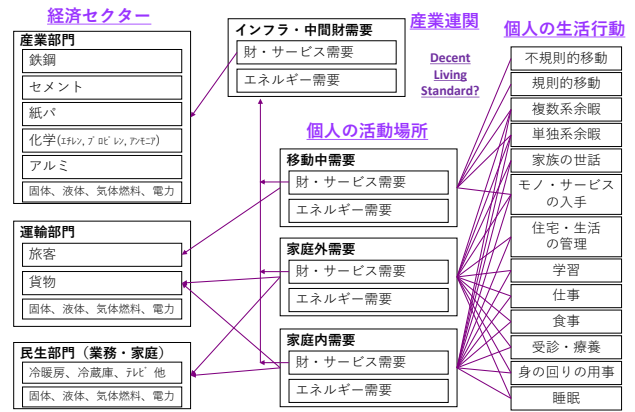 経済セクター
産業部門
鉄鋼
セメント
紙パ
化学(ｴﾁﾚﾝ,ﾌﾟﾛﾋﾟﾚﾝ,ｱﾝﾓﾆｱ)
アルミ
固体、液体、気体燃料、電力
運輸部門
旅客
貨物
固体、液体、気体燃料、電力
民生部門（業務・家庭）
冷暖房、冷蔵庫、ﾃﾚﾋﾞ他
固体、液体、気体燃料、電力
インフラ・中間財需要
財・サービス需要
エネルギー需要
産業連関
Decent
Living
Standard?
個人の活動場所
移動中需要
財・サービス需要
エネルギー需要
家庭外需要
財・サービス需要
エネルギー需要
家庭内需要
財・サービス需要
エネルギー需要
個人の生活行動
不規則的移動
規則的移動
複数系余暇
単独系余暇
家族の世話
モノ・サービス
の入手
住宅・生活
の管理
学習
仕事
食事
受診・療養
身の回りの用事
睡眠